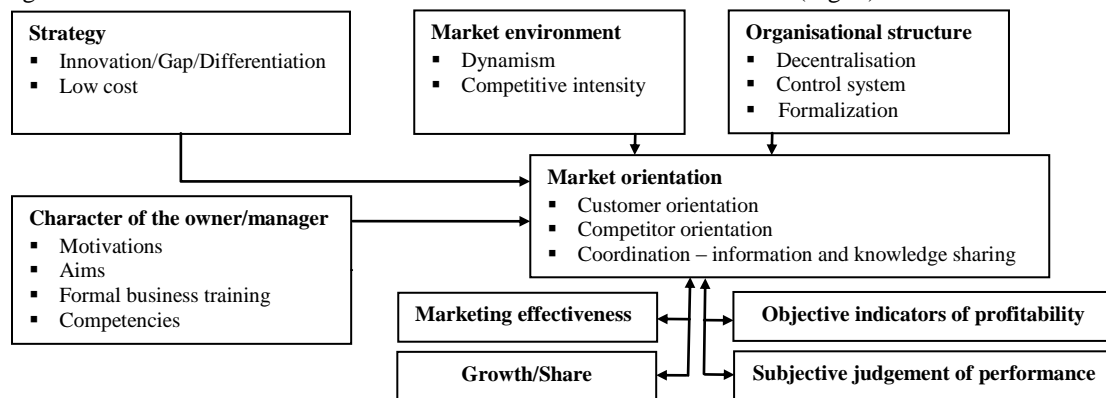 Strategy
▪ Innovation/Gap/Differentiation
▪ Low cost
Market environment
▪ Dynamism
▪ Competitive intensity
Organisational structure
▪ Decentralisation
▪ Control system
▪ Formalization
Market orientation
▪ Customer orientation
▪ Competitor orientation
▪ Coordination – information and knowledge sharing
Character of the owner/manager
▪ Motivations
▪ Aims
▪ Formal business training
▪ Competencies
Marketing effectiveness
Objective indicators of profitability
Growth/Share
Subjective judgement of performance